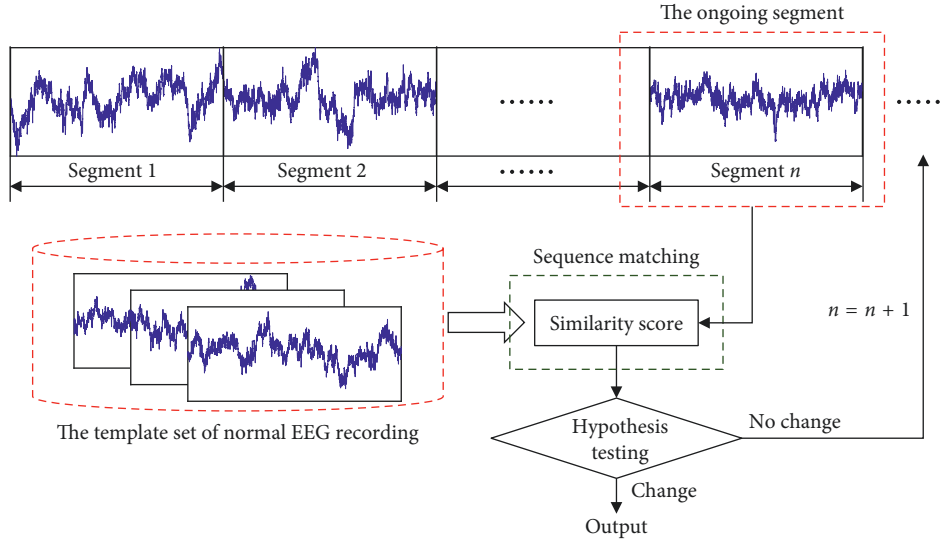 The ongoing segment
......
.....
Segment 1
Segment 2
......
Segment n
Sequence matching
Similarity score
n = n + 1
The template set of normal EEG recording
Hypothesis
testing
No change
Change
Output